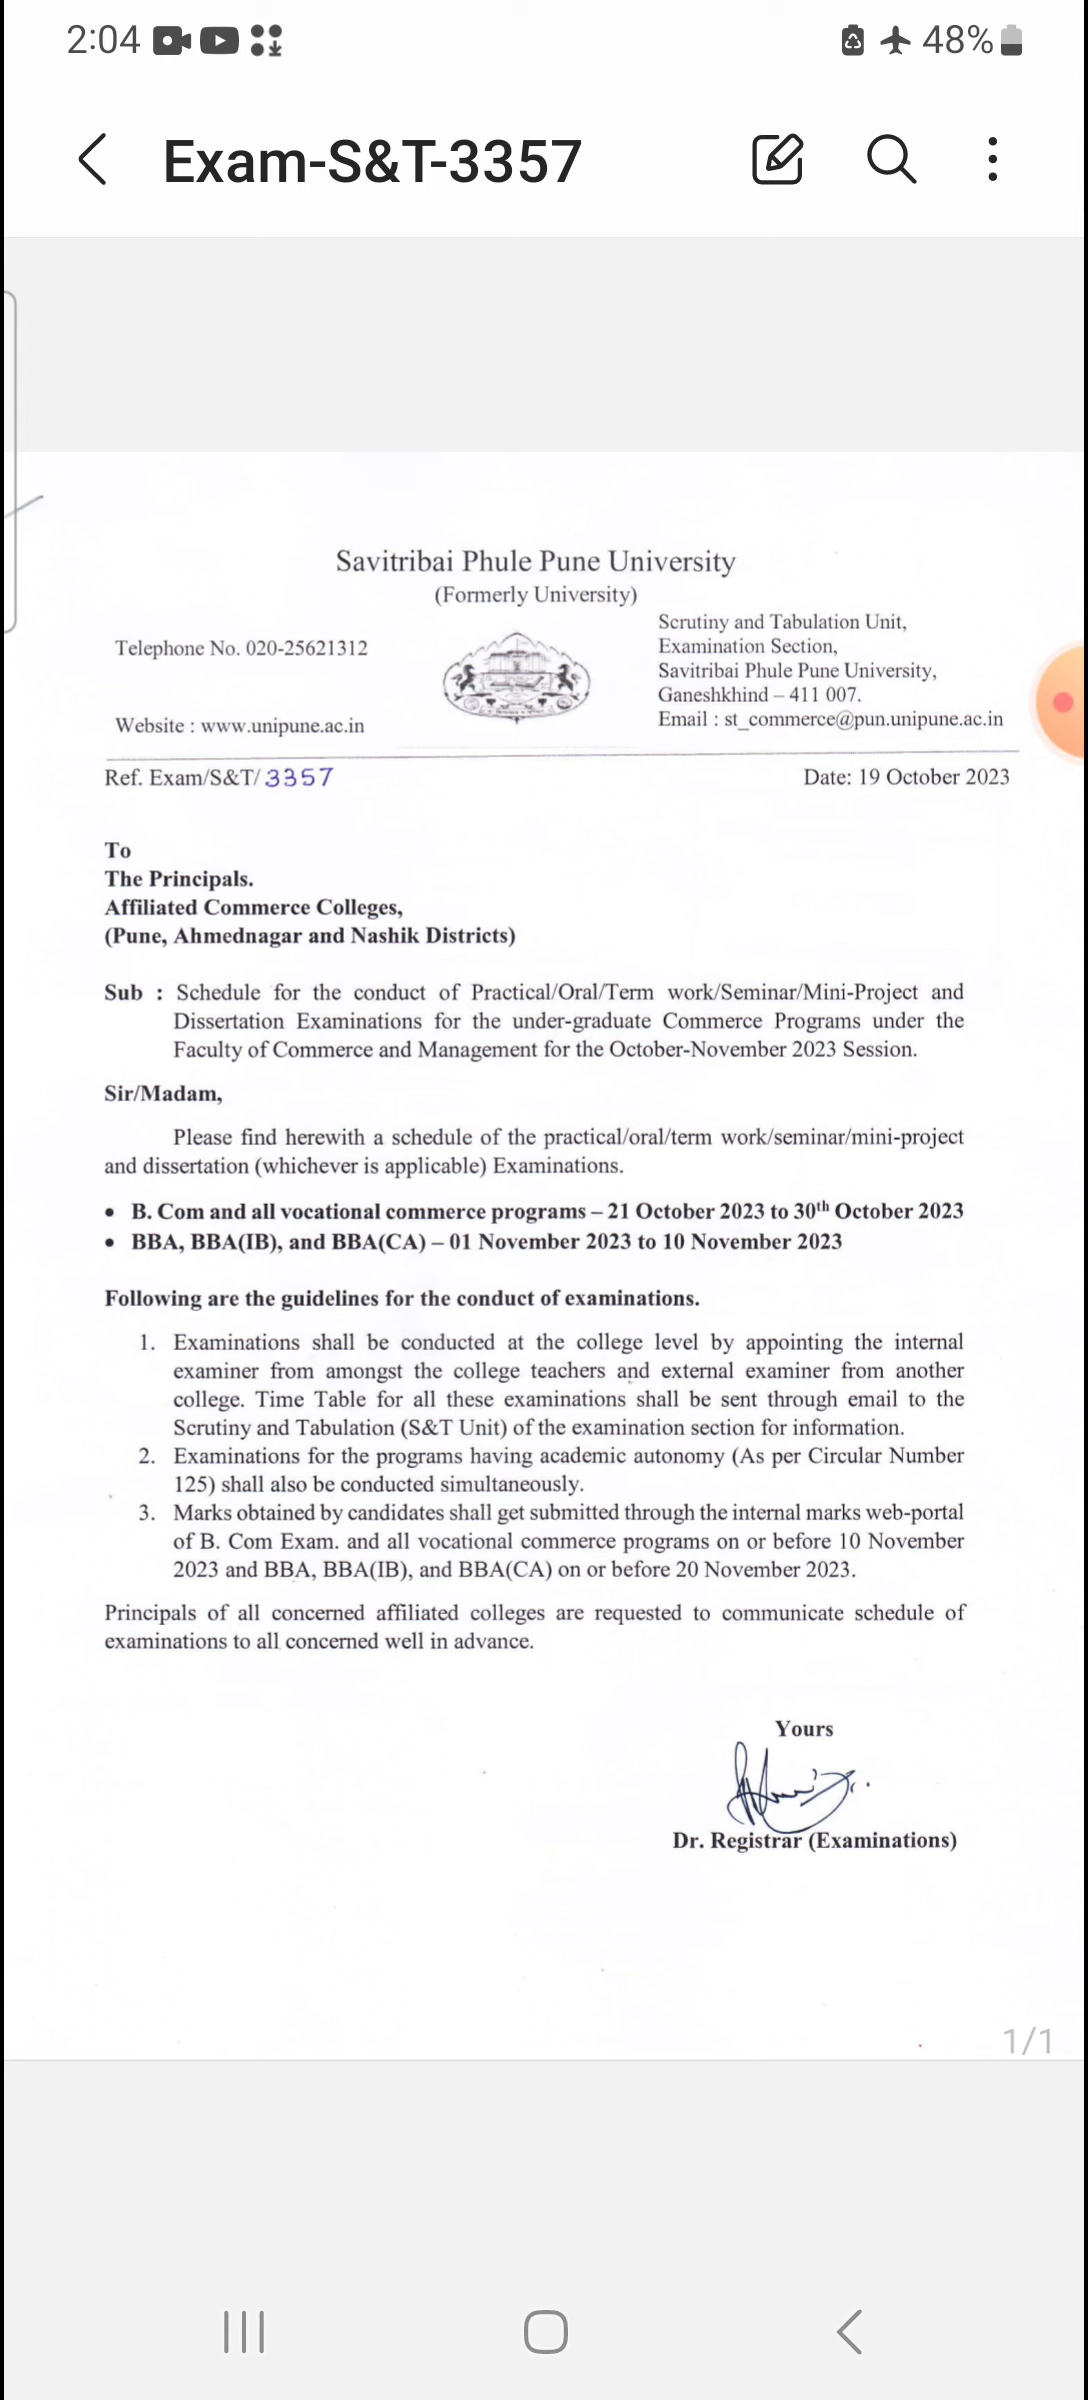 2:04
48%
Exam-S&T-3357
Savitribai Phule Pune University
(Formerly University)
Telephone No. 020-25621312
Website : www.unipune.ac.in
Scrutiny and Tabulation Unit,
Examination Section,
Savitribai Phule Pune University,
Ganeshkhind – 411 007.
Email : st_commerce@pun.unipune.ac.in
Ref. Exam/S&T/ 3357
Date: 19 October 2023
To
The Principals.
Affiliated Commerce Colleges,
(Pune, Ahmednagar and Nashik Districts)
Sub : Schedule for the conduct of Practical/Oral/Term work/Seminar/Mini-Project and
Dissertation Examinations for the under-graduate Commerce Programs under the
Faculty of Commerce and Management for the October-November 2023 Session.
Sir/Madam,
Please find herewith a schedule of the practical/oral/term work/seminar/mini-project
and dissertation (whichever is applicable) Examinations.
• B. Com and all vocational commerce programs – 21 October 2023 to 30th October 2023
• BBA, BBA(IB), and BBA(CA) – 01 November 2023 to 10 November 2023
Following are the guidelines for the conduct of examinations.
1. Examinations shall be conducted at the college level by appointing the internal
examiner from amongst the college teachers and external examiner from another
college. Time Table for all these examinations shall be sent through email to the
Scrutiny and Tabulation (S&T Unit) of the examination section for information.
2. Examinations for the programs having academic autonomy (As per Circular Number
125) shall also be conducted simultaneously.
3. Marks obtained by candidates shall get submitted through the internal marks web-portal
of B. Com Exam. and all vocational commerce programs on or before 10 November
2023 and BBA, BBA(IB), and BBA(CA) on or before 20 November 2023.
Principals of all concerned affiliated colleges are requested to communicate schedule of
examinations to all concerned well in advance.
Yours
Dr. Registrar (Examinations)
1/1